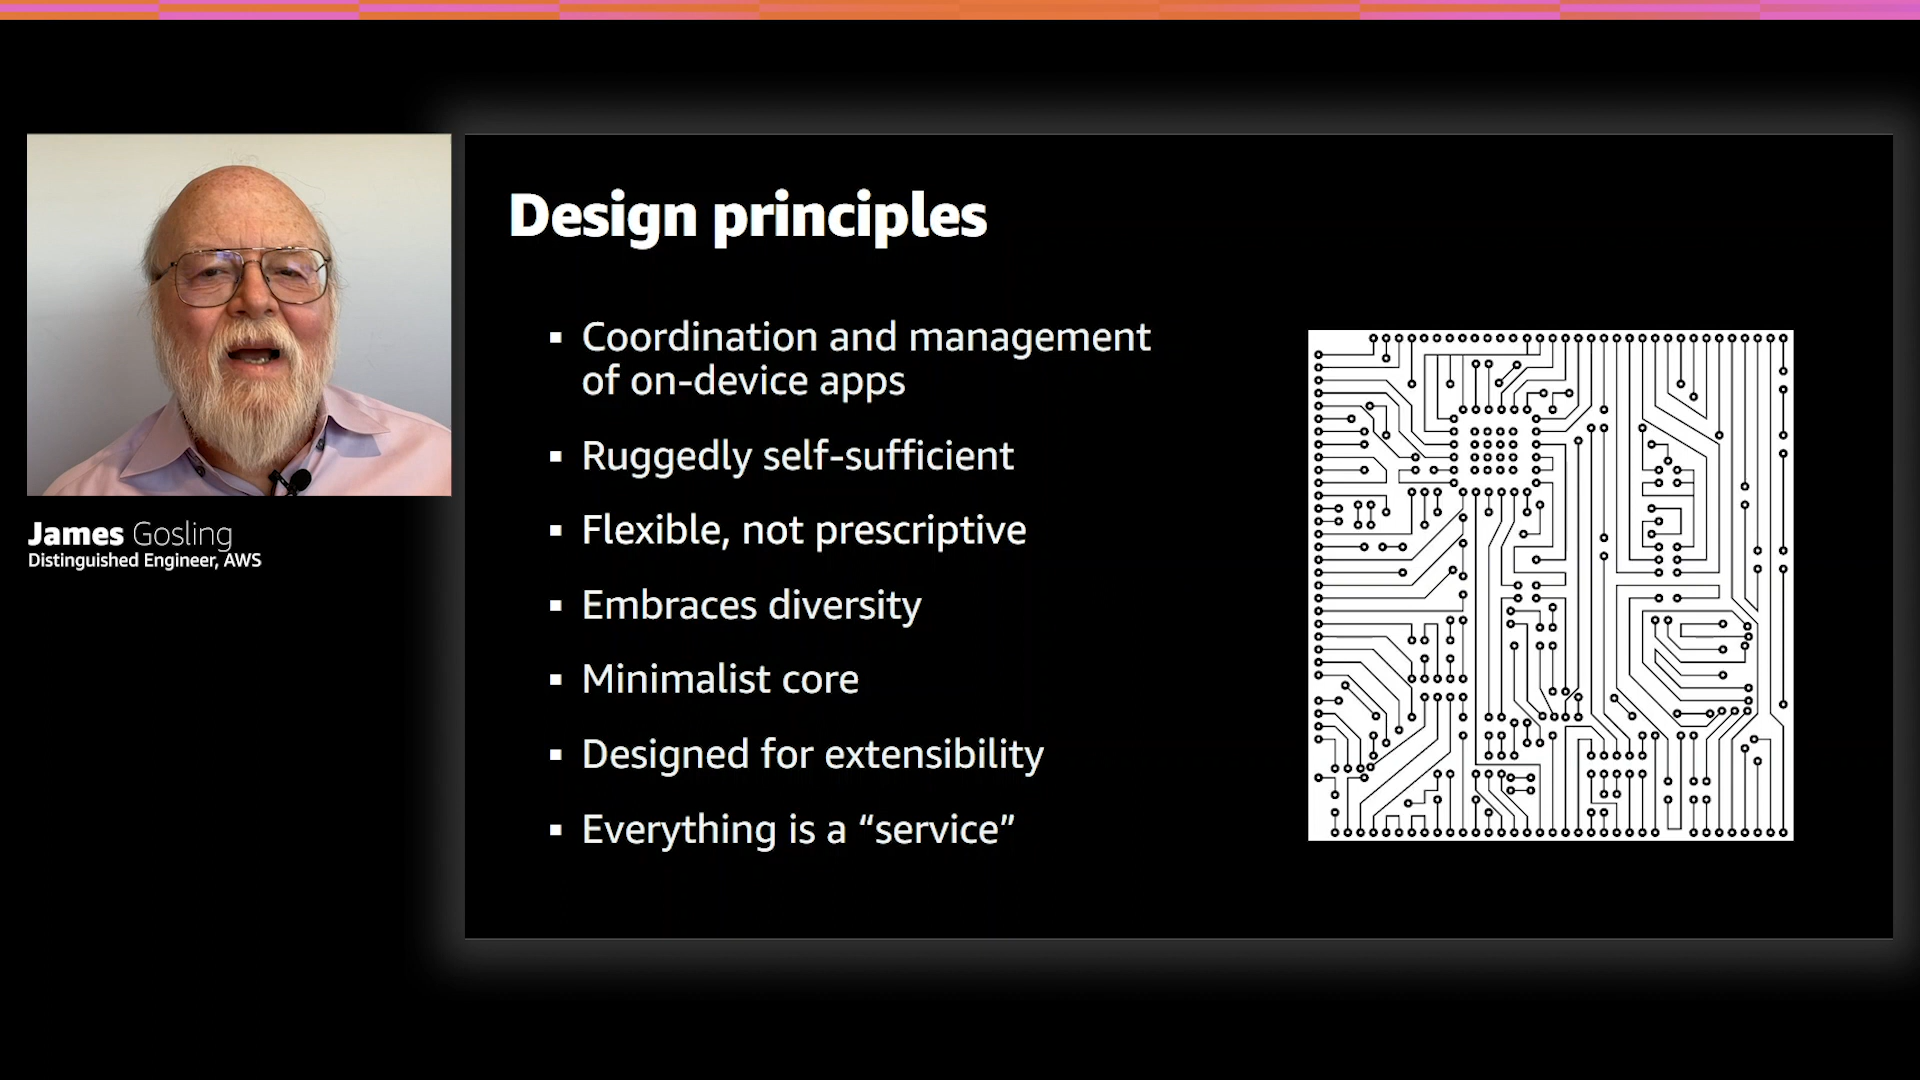 Design principles
▪ Coordination and management
of on-device apps
▪ Ruggedly self-sufficient
▪ Flexible, not prescriptive
▪ Embraces diversity
▪ Minimalist core
▪ Designed for extensibility
▪ Everything is a “service”
James Gosling
Distinguished Engineer, AWS